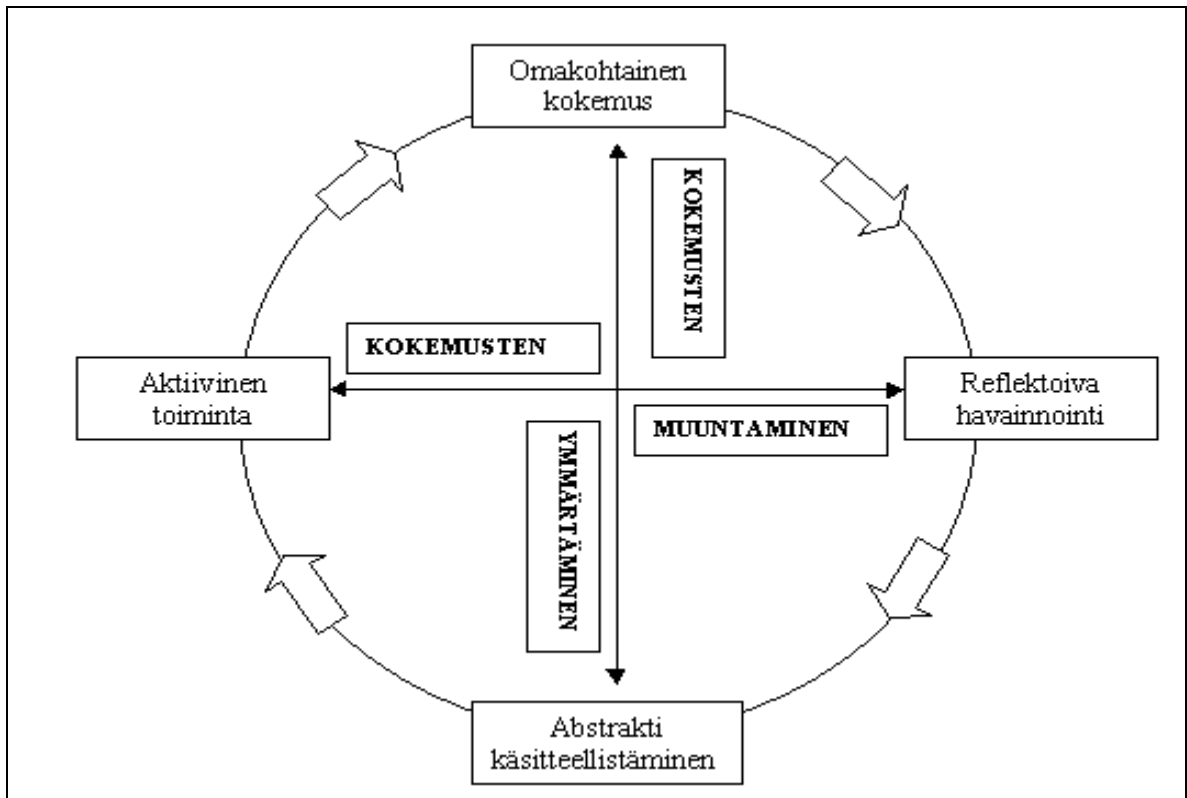 Omakohtainen
kokemus
KOKEMUSTEN
KOKEMUSTEN
Aktiivinen
toiminta
Reflektoiva
havainnointi
MUUNTAMINEN
YMMÄRTÄMINEN
Abstrakti
käsitteellistäminen